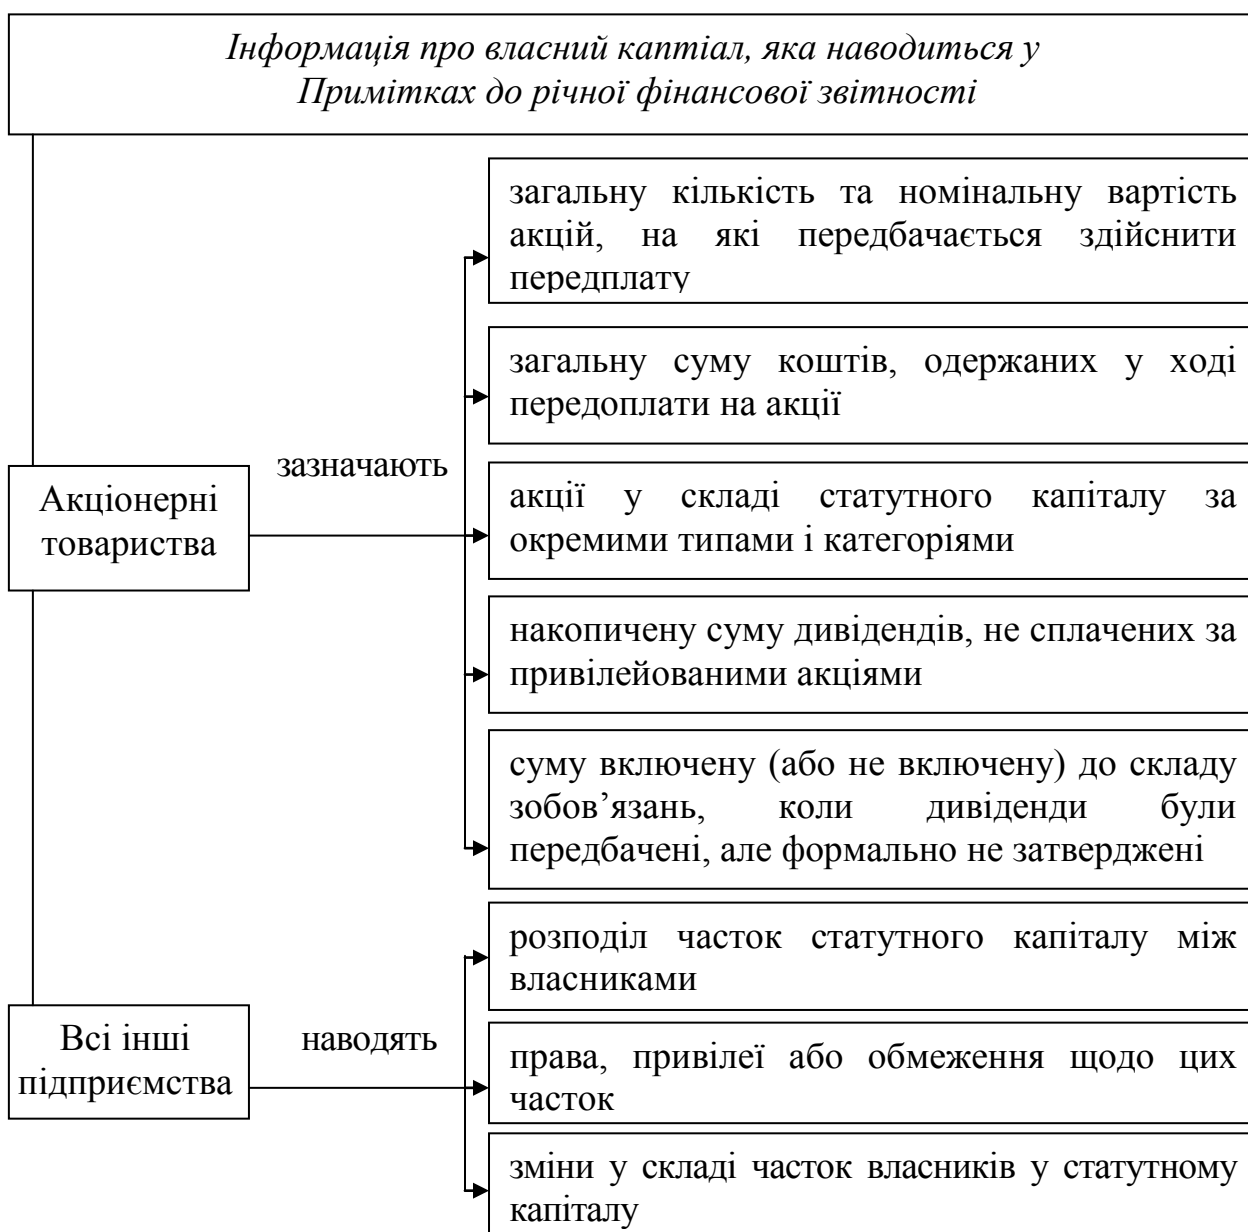 Інформація про власний каптіал, яка наводиться у
Примітках до річної фінансової звітності
загальну кількість та номінальну вартість
акцій, на які передбачається здійснити
передплату
загальну суму коштів, одержаних у ході
передоплати на акції
зазначають
Акціонерні
товариства
акції у складі статутного капіталу за
окремими типами і категоріями
накопичену суму дивідендів, не сплачених за
привілейованими акціями
суму включену (або не включену) до складу
зобов’язань, коли дивіденди були
передбачені, але формально не затверджені
розподіл часток статутного капіталу між
власниками
Всі інші
підприємства
наводять
права, привілеї або обмеження щодо цих
часток
зміни у складі часток власників у статутному
капіталу